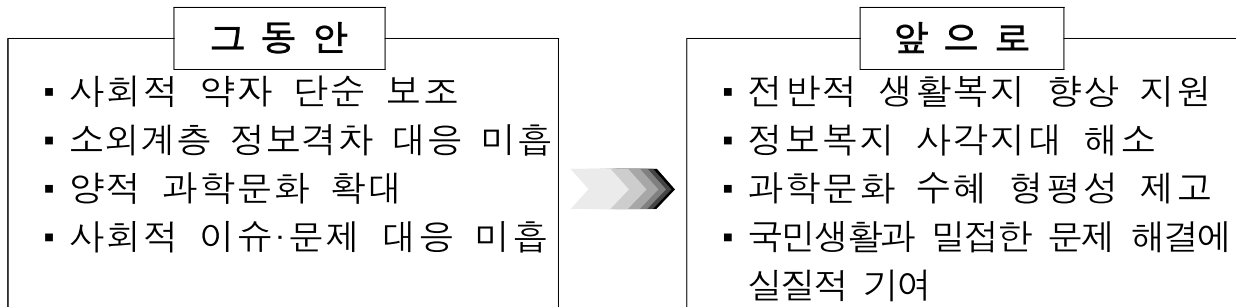 그 동 안
▪ 사회적 약자 단순 보조
▪ 소외계층 정보격차 대응 미흡
▪ 양적 과학문화 확대
▪ 사회적 이슈·문제 대응 미흡
앞 으 로
▪ 전반적 생활복지 향상 지원
▪ 정보복지 사각지대 해소
▪ 과학문화 수혜 형평성 제고
▪ 국민생활과 밀접한 문제 해결에
실질적 기여